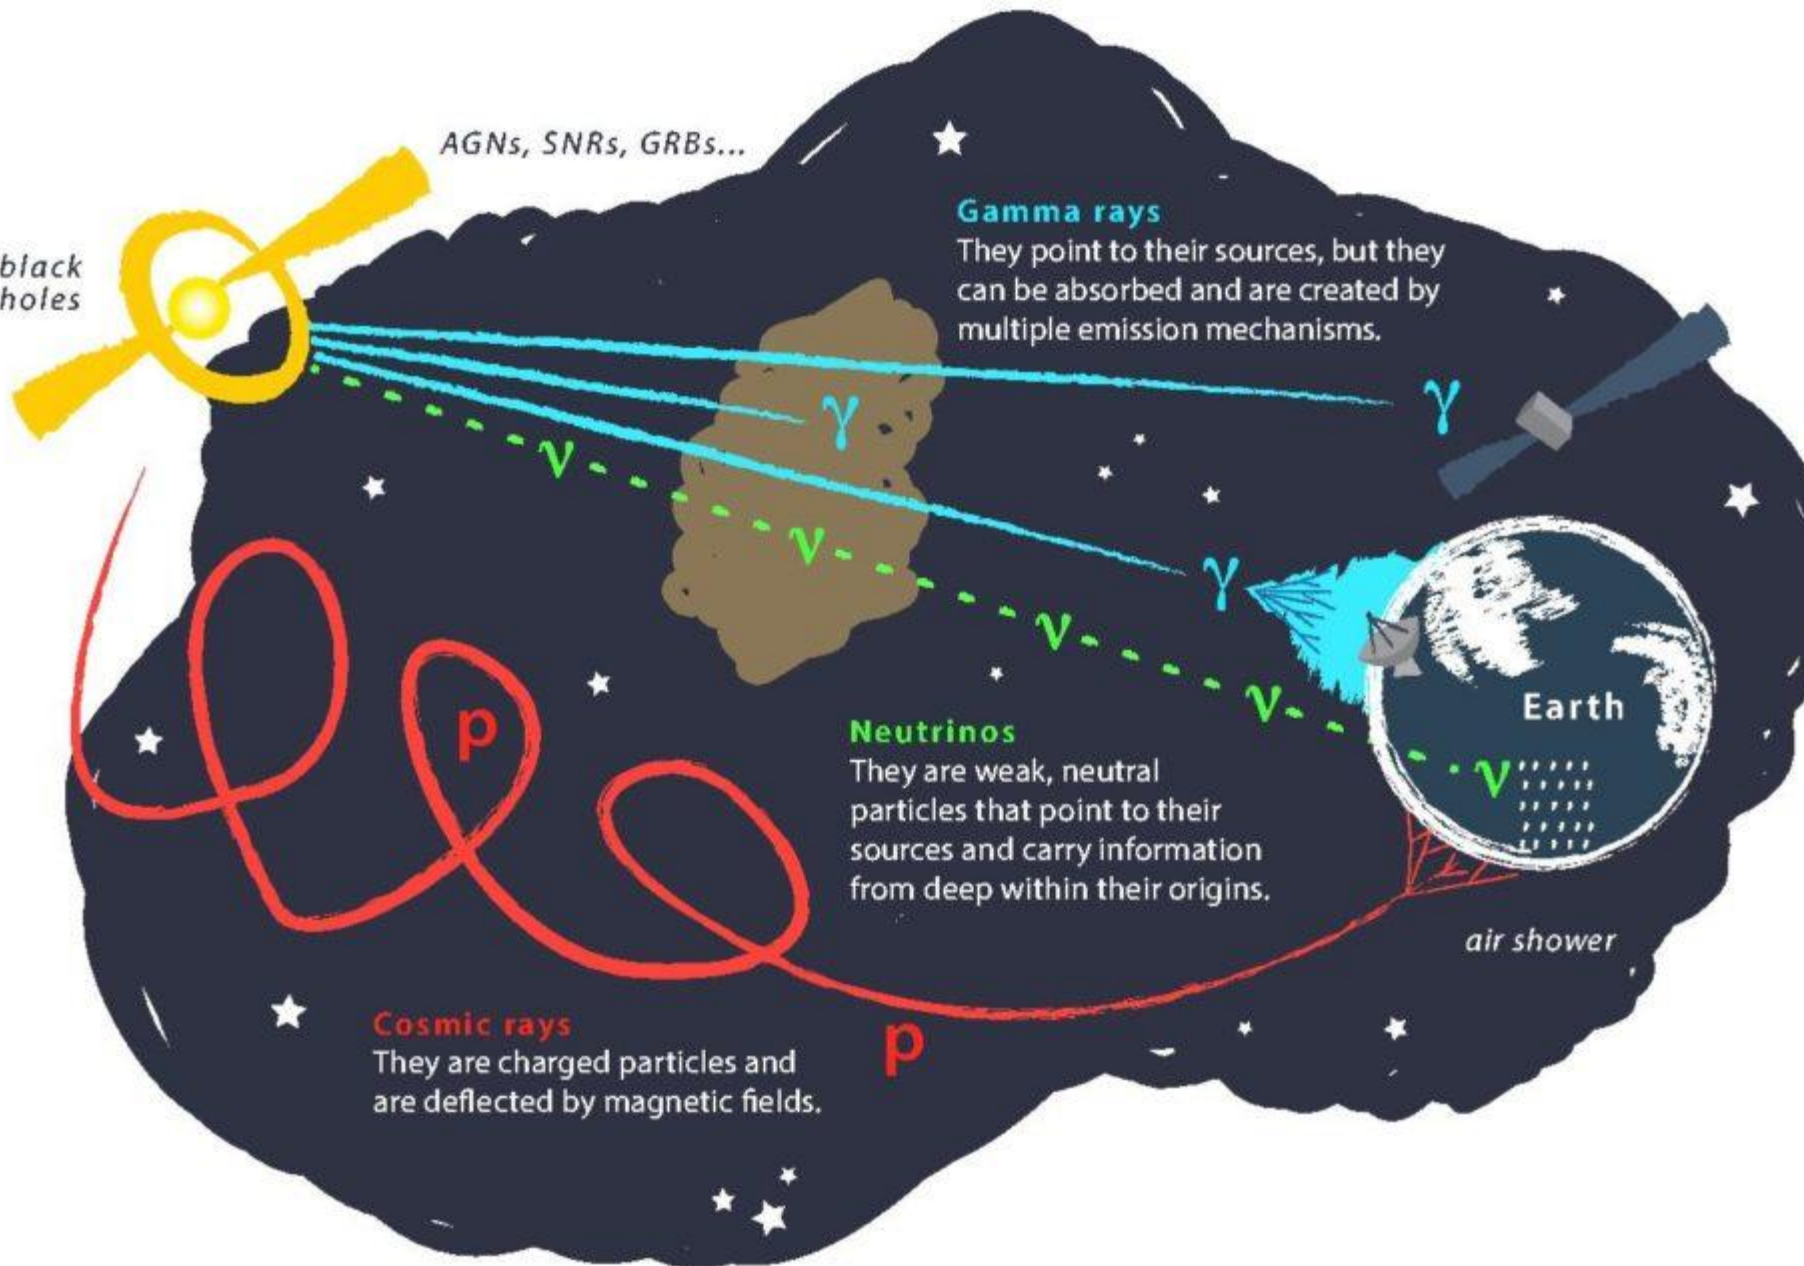 AGNs, SNRs, GRBs...
black
holes
Gamma rays
They point to their sources, but they
can be absorbed and are created by
multiple emission mechanisms.
γ
γ
ν
ν
γ
ν
ν
p
Earth
Neutrinos
They are weak, neutral
particles that point to their
sources and carry information
from deep within their origins.
ν
air shower
Cosmic rays
They are charged particles and
are deflected by magnetic fields.
p